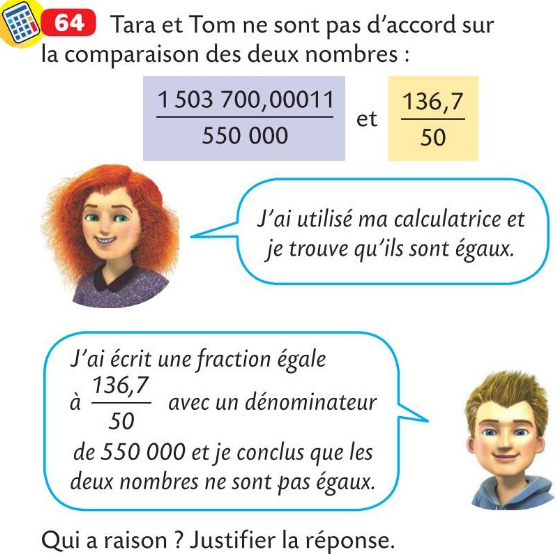 64 Tara et Tom ne sont pas d'accord sur
la comparaison des deux nombres :
1 503 700,00011
550 000
et
136,7
50
J'ai utilisé ma calculatrice et
je trouve qu'ils sont égaux.
J'ai écrit une fraction égale
à 136,7/50 avec un dénominateur
de 550 000 et je conclus que les
deux nombres ne sont pas égaux.
Qui a raison ? Justifier la réponse.